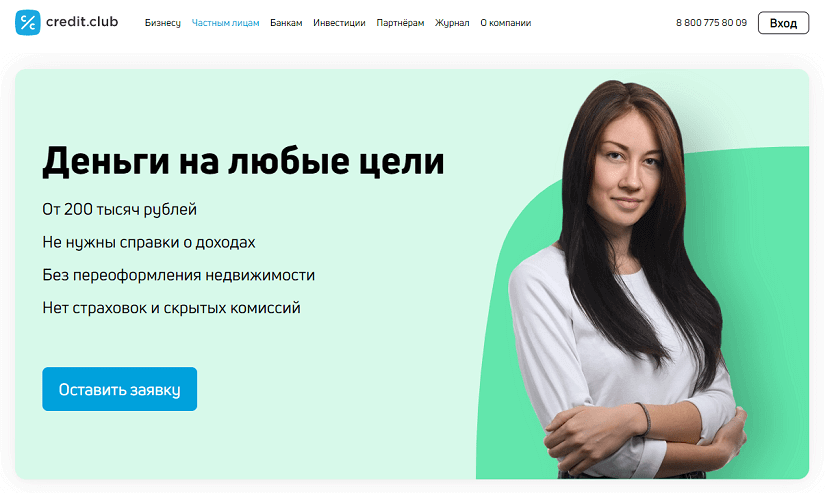 credit.club
Бизнесу Частным лицам Банкам Инвестиции Партнёрам Журнал О компании
8 800 775 80 09 Вход
Деньги на любые цели
От 200 тысяч рублей
Не нужны справки о доходах
Без переоформления недвижимости
Нет страховок и скрытых комиссий
Оставить заявку